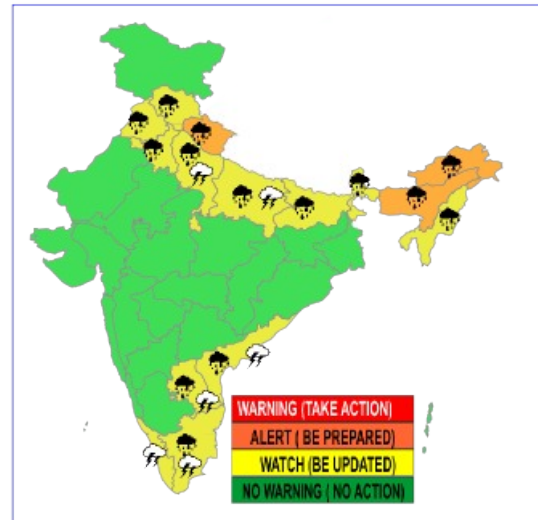 WARNING (TAKE ACTION)
ALERT ( BE PREPARED)
WATCH (BE UPDATED)
NO WARNING ( NO ACTION)